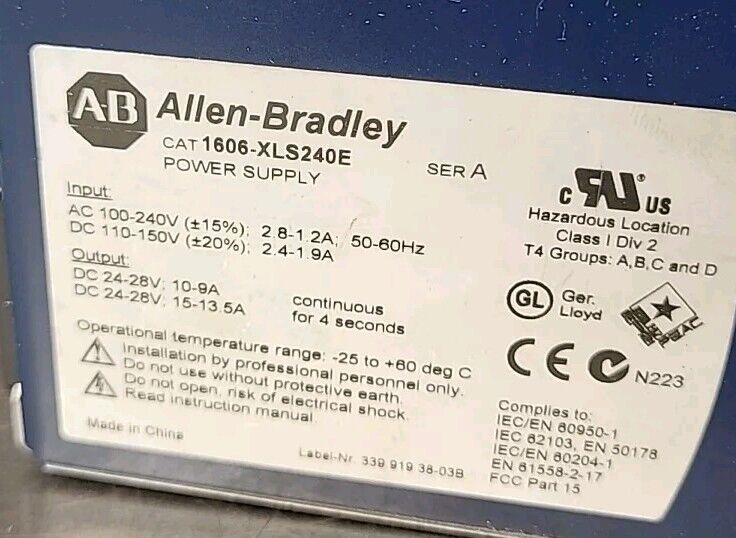 AB Allen-Bradley
CAT 1606-XLS240E SER A
POWER SUPPLY
Input:
AC 100-240V (±15%); 2.8-1.2A; 50-60Hz
DC 110-150V (±20%); 2.4-1.9A
Output:
DC 24-28V; 10-9A continuous
DC 24-28V; 15-13.5A for 4 seconds
Operational temperature range: -25 to +60 deg C
Installation by professional personnel only.
Do not use without protective earth.
Do not open, risk of electrical shock.
Read instruction manual
Made in China
Label-Nr. 339 919 38-03B
C UL US ®
Hazardous Location
Class I Div 2
T4 Groups: A,B,C and D
GL Ger.
Lloyd
CE N223
Complies to:
IEC/EN 60950-1
IEC 62103, EN 50178
IEC/EN 60204-1
EN 61558-2-17
FCC Part 15